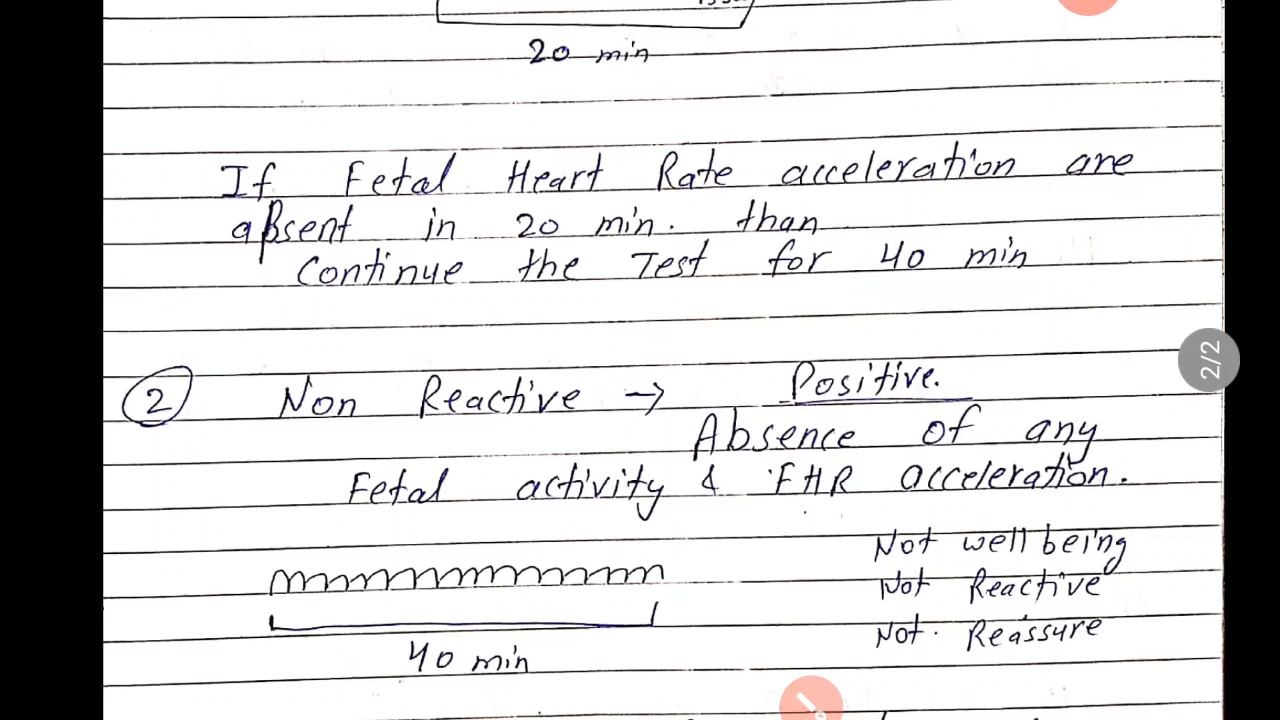 20 min
If Fetal Heart Rate acceleration are
absent in 20 min. than
Continue the Test for 40 min
2/2
2 Non Reactive → Positive.
Absence of any
Fetal activity & FHR acceleration.
Not well being
Not Reactive
40 min
Not. Reassure